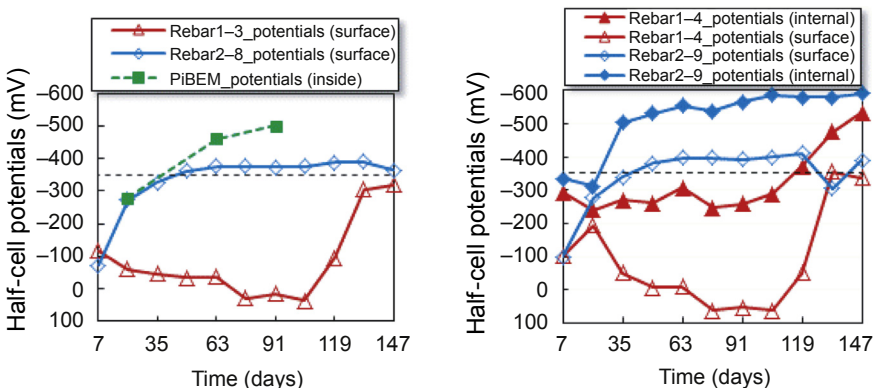 Rebar1–3_potentials (surface)
Rebar2–8_potentials (surface)
PiBEM_potentials (inside)
Half-cell potentials (mV)
–600
–500
–400
–300
–200
–100
0
100
7 35 63 91 119 147
Time (days)
Rebar1–4_potentials (internal)
Rebar1–4_potentials (surface)
Rebar2–9_potentials (surface)
Rebar2–9_potentials (internal)
Half-cell potentials (mV)
–600
–500
–400
–300
–200
–100
0
100
7 35 63 91 119 147
Time (days)